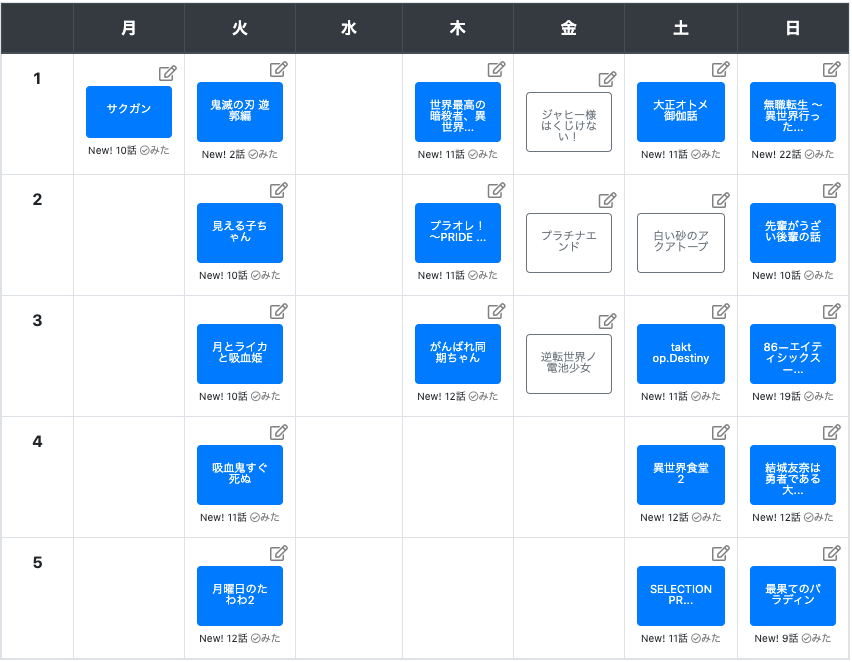 月 火 水 木 金 土 日
1
サクガン
New! 10話 みた
鬼滅の刃 遊
郭編
New! 2話 みた
世界最高の
暗殺者、異
世界...
New! 11話 みた
ジャヒー様
はくじけな
い！
大正オトメ
御伽話
New! 11話 みた
無職転生 〜
異世界行っ
た...
New! 22話 みた
2
見える子ち
ゃん
New! 10話 みた
プラオレ！
〜PRIDE ...
New! 11話 みた
プラチナエ
ンド
白い砂のア
クアトープ
先輩がうざ
い後輩の話
New! 10話 みた
3
月とライカ
と吸血姫
New! 10話 みた
がんばれ同
期ちゃん
New! 12話 みた
逆転世界ノ
電池少女
takt
op.Destiny
New! 11話 みた
86—エイテ
ィシックス
—...
New! 19話 みた
4
吸血鬼すぐ
死ぬ
New! 11話 みた
異世界食堂
2
New! 12話 みた
結城友奈は
勇者である
大...
New! 12話 みた
5
月曜日のた
わわ2
New! 12話 みた
SELECTION
PR...
New! 11話 みた
最果てのパ
ラディン
New! 9話 みた